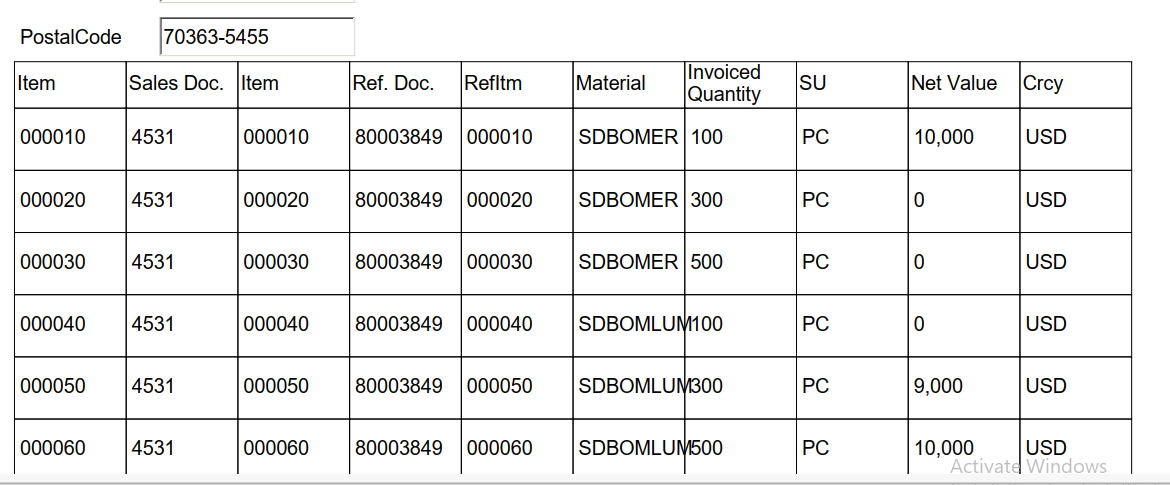 PostalCode 70363-5455
Item Sales Doc. Item Ref. Doc. RefItm Material Invoiced Quantity SU Net Value Crcy
000010 4531 000010 80003849 000010 SDBOMER 100 PC 10,000 USD
000020 4531 000020 80003849 000020 SDBOMER 300 PC 0 USD
000030 4531 000030 80003849 000030 SDBOMER 500 PC 0 USD
000040 4531 000040 80003849 000040 SDBOMLUM 100 PC 0 USD
000050 4531 000050 80003849 000050 SDBOMLUM 300 PC 9,000 USD
000060 4531 000060 80003849 000060 SDBOMLUM 500 PC 10,000 USD
Activate Windows